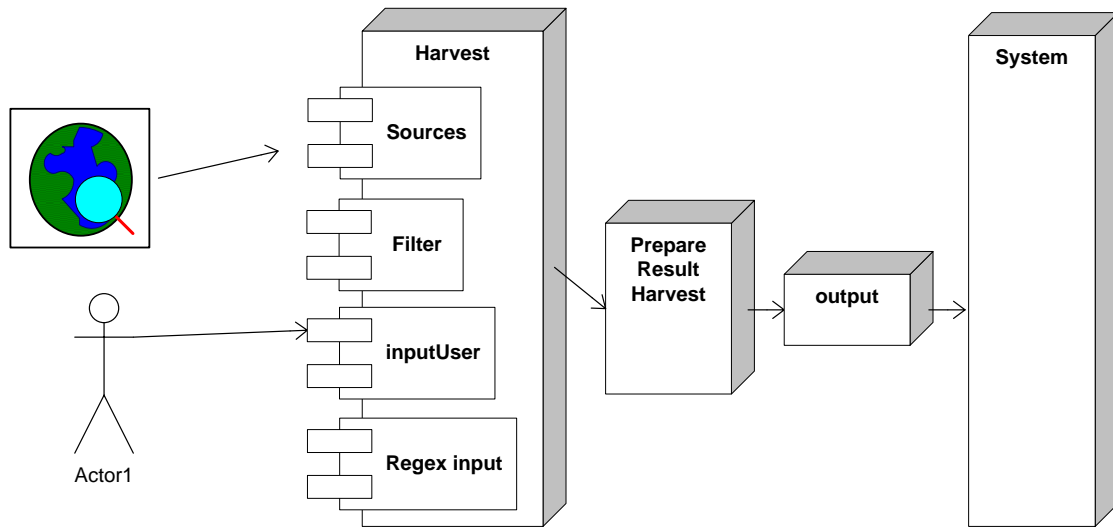 Harvest
Sources
Filter
inputUser
Regex input
Actor1
Prepare
Result
Harvest
output
System